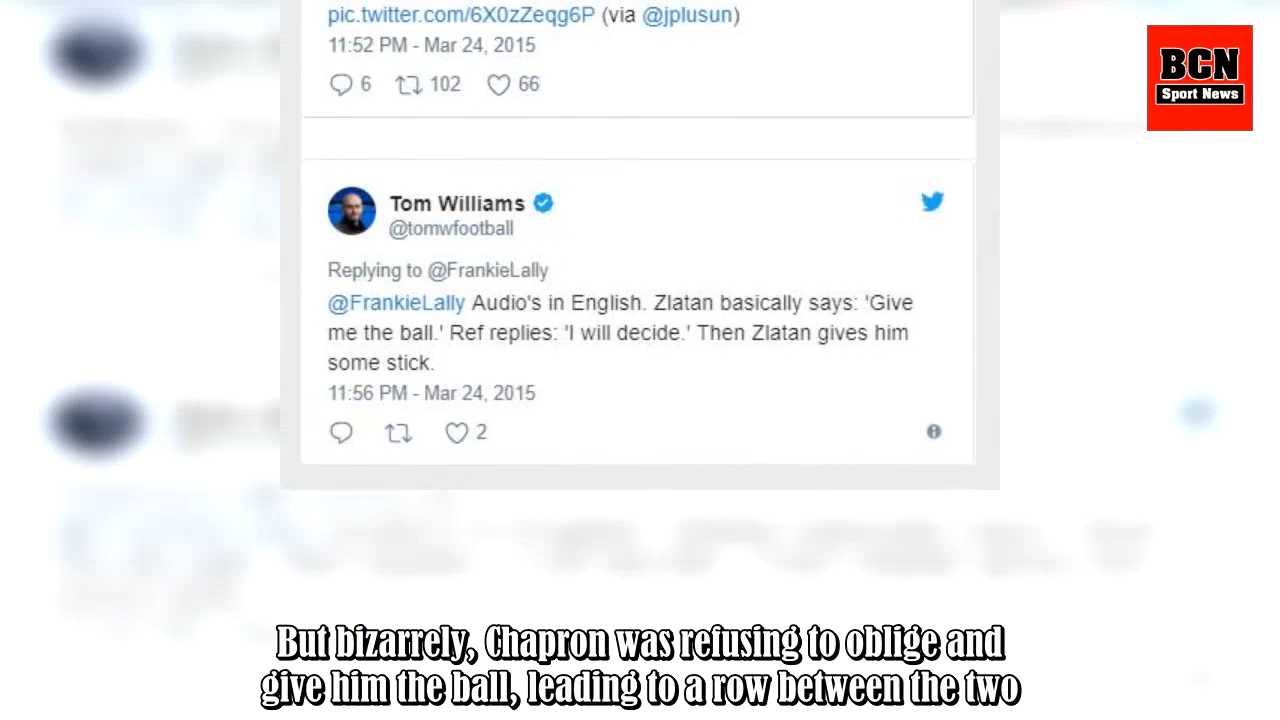 pic.twitter.com/6X0zZeqg6P (via @jplusun)
11:52 PM - Mar 24, 2015
6 102 66
BCN
Sport News
Tom Williams
@tomwfootball
Replying to @FrankieLally
@FrankieLally Audio's in English. Zlatan basically says: 'Give
me the ball.' Ref replies: 'I will decide.' Then Zlatan gives him
some stick.
11:56 PM - Mar 24, 2015
2
But bizarrely, Chapron was refusing to oblige and
give him the ball, leading to a row between the two